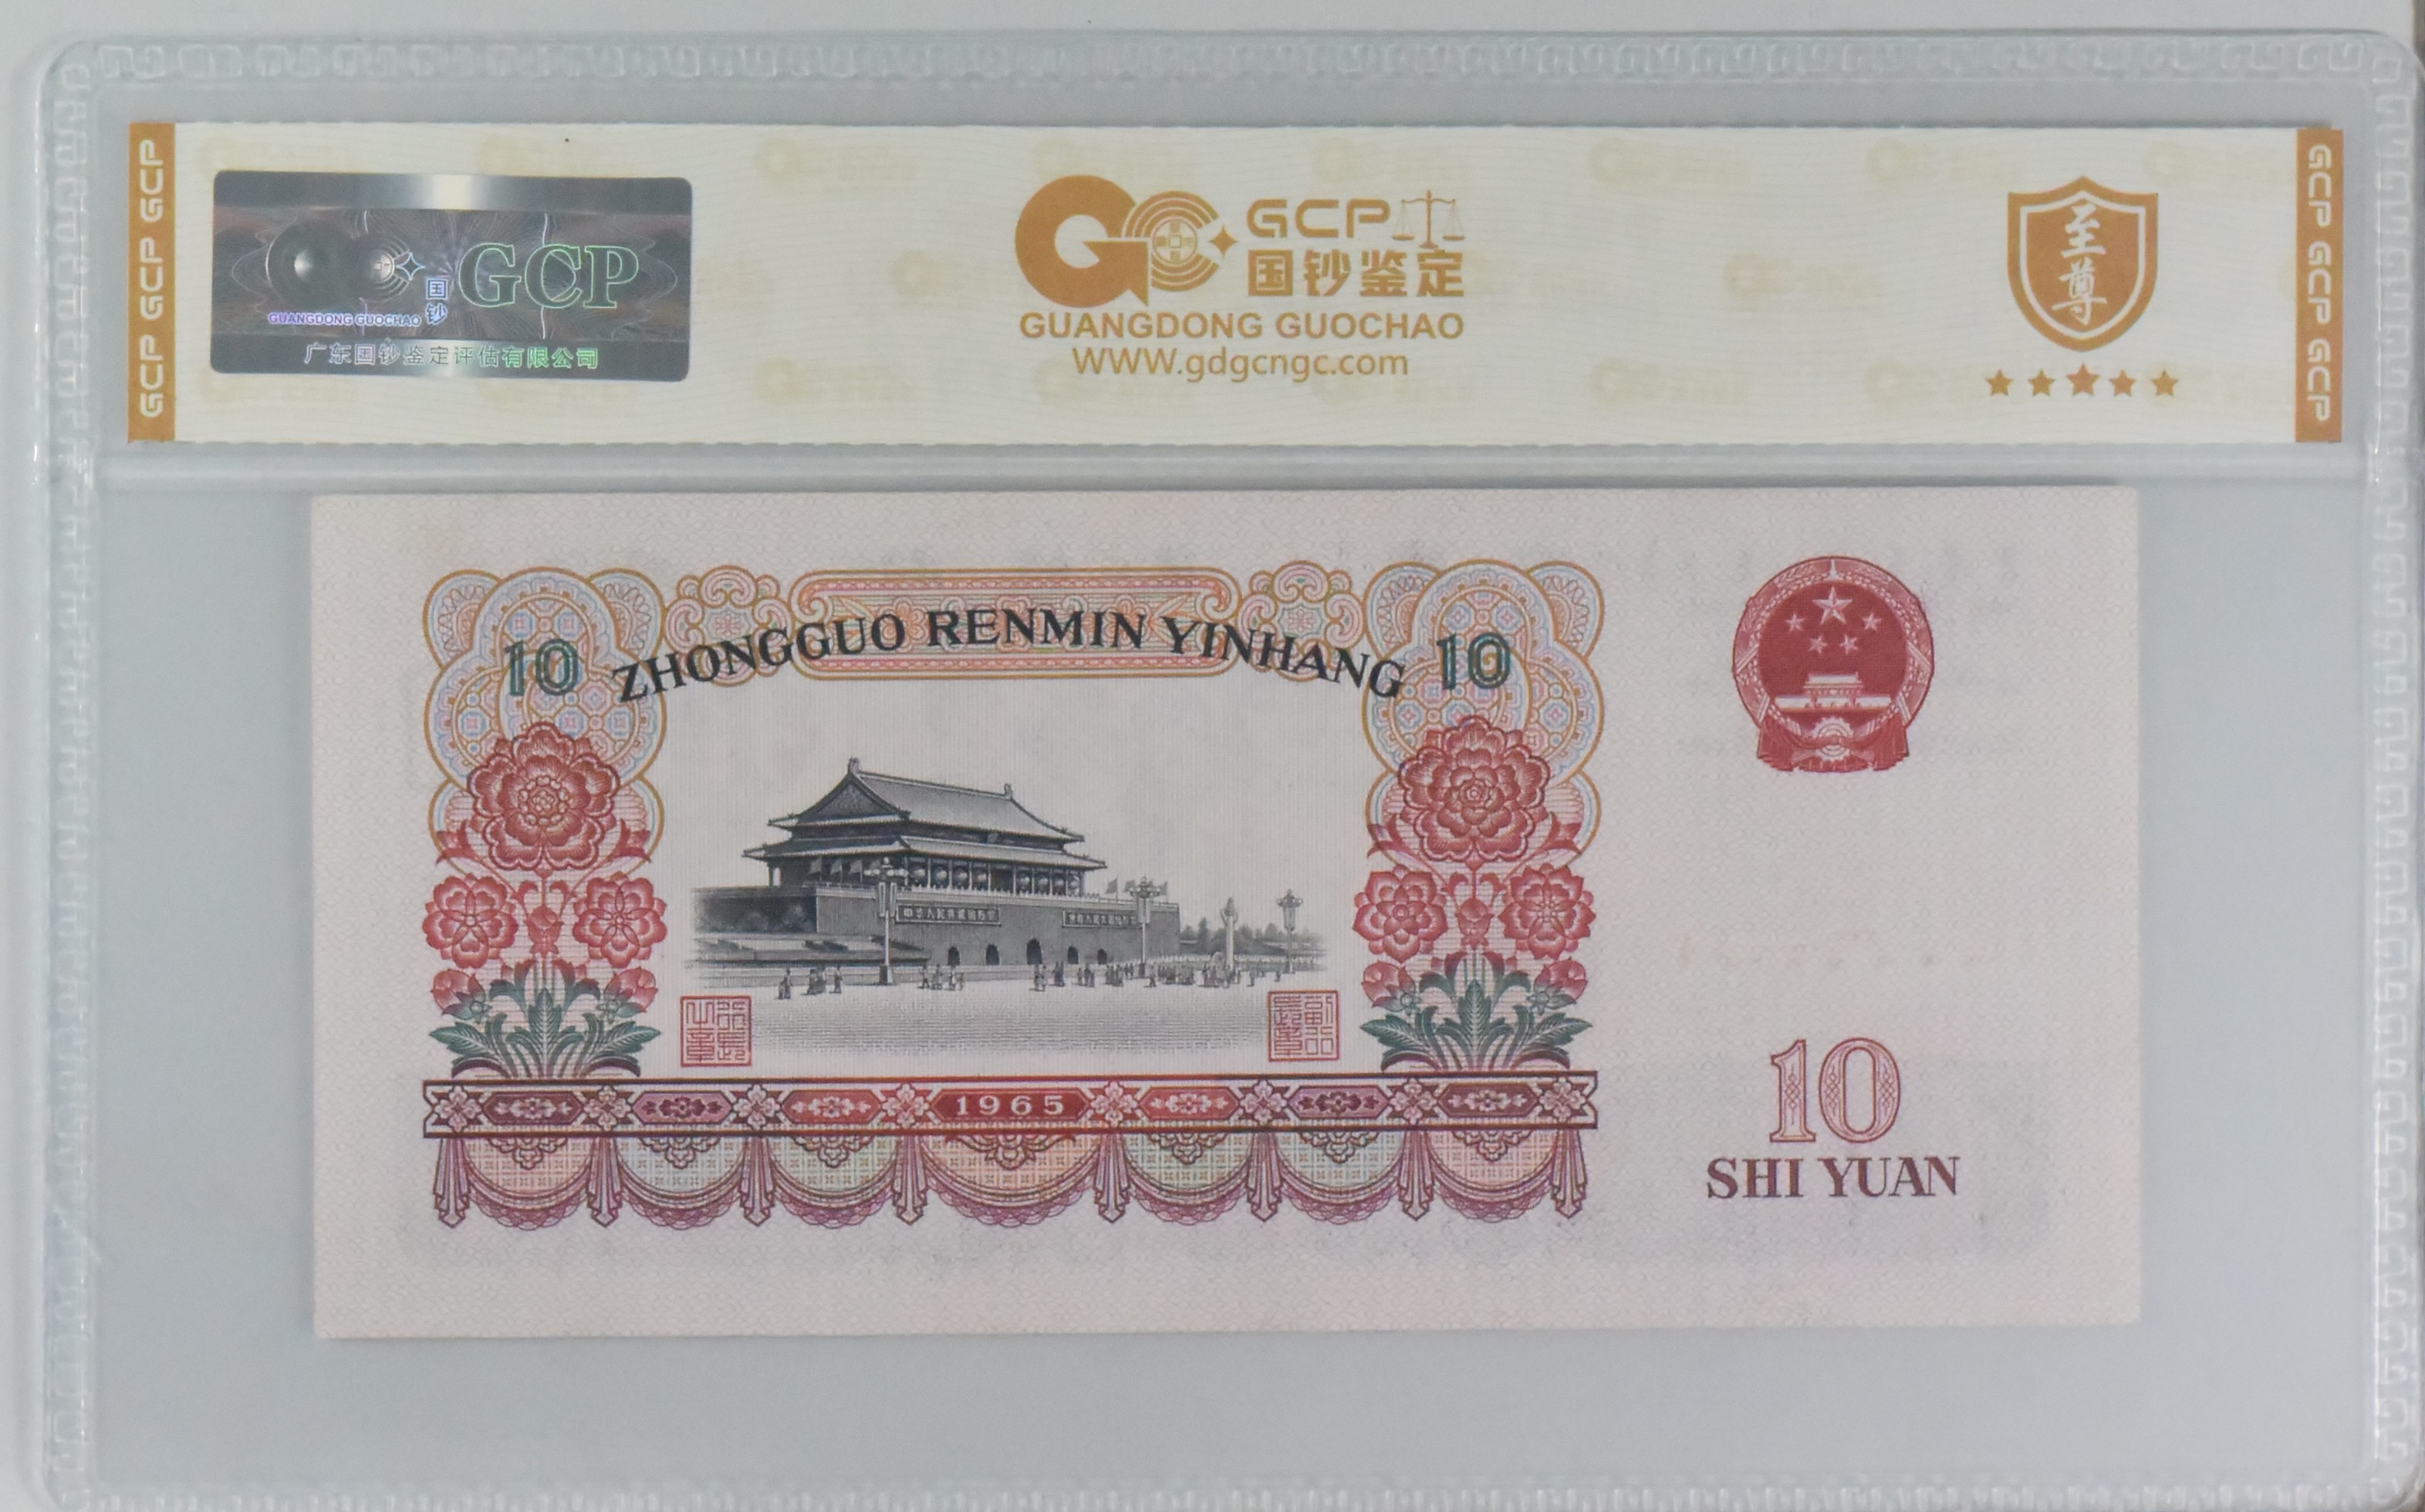 GCP GCP GCP
国钞
GCP
GUANGDONG GUOCHAO
广东国钞鉴定评估有限公司
GCP
国钞鉴定
GUANGDONG GUOCHAO
WWW.gdgcngc.com
至尊
GCP GCP GCP
10 ZHONGGUO RENMIN YINHANG 10
1965
10
SHI YUAN